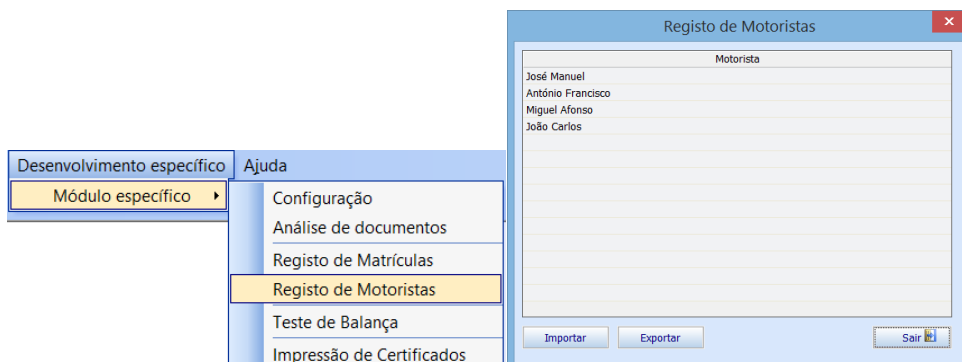 Desenvolvimento específico Ajuda
Módulo específico
Configuração
Análise de documentos
Registo de Matrículas
Registo de Motoristas
Teste de Balança
Impressão de Certificados
Registo de Motoristas
Motorista
José Manuel
António Francisco
Miguel Afonso
João Carlos
Importar Exportar Sair